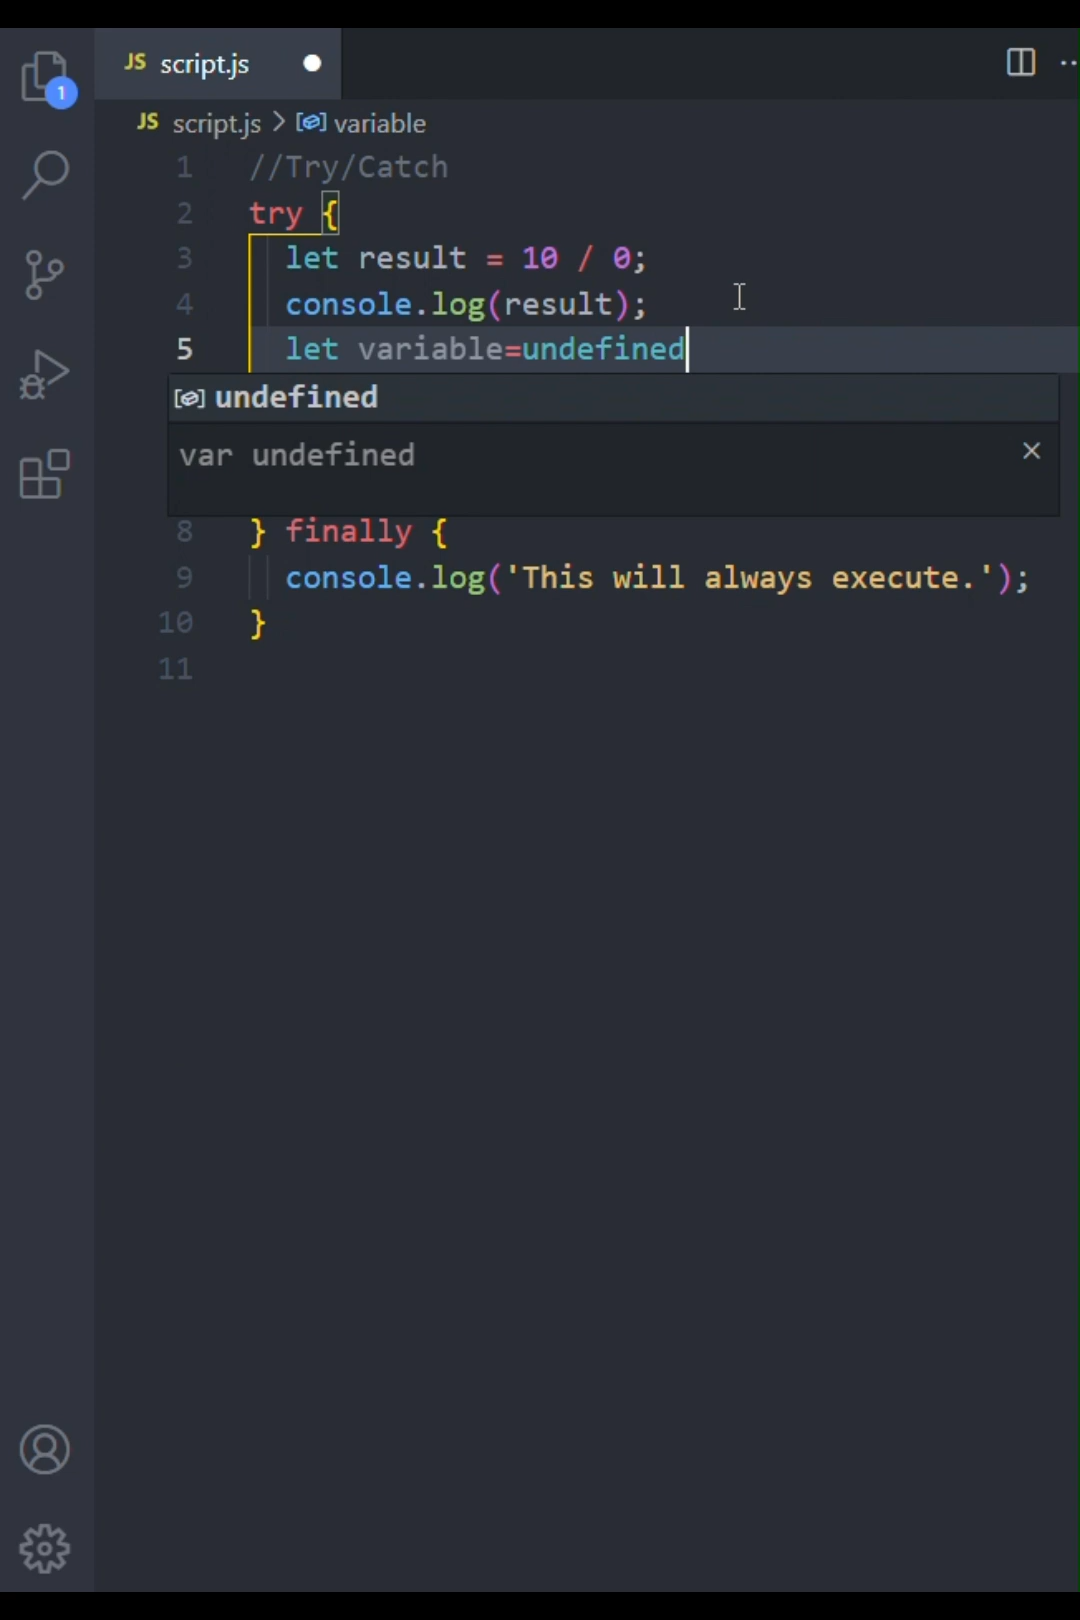 1
JS script.js
JS script.js > variable
1 //Try/Catch
2 try {
3 let result = 10 / 0;
4 console.log(result);
5 let variable=undefined
undefined
var undefined
8 } finally {
9 console.log('This will always execute.');
10 }
11